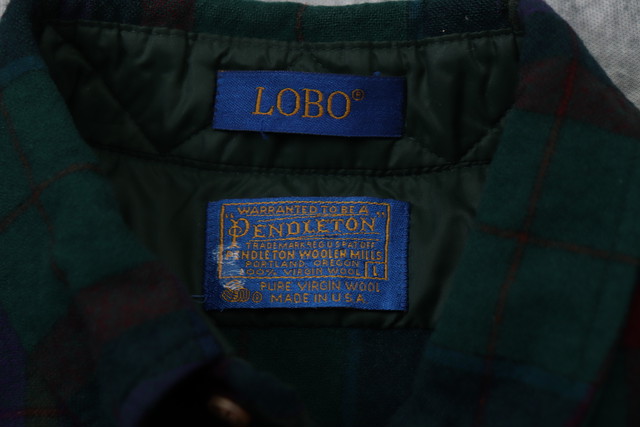 LOBO®
WARRANTED TO BE A
"PENDLETON"
TRADEMARK REG U.S PAT OFF
PENDLETON WOOLEN MILLS
PORTLAND, OREGON
100% VIRGIN WOOL L
PURE VIRGIN WOOL
MADE IN U.S.A.